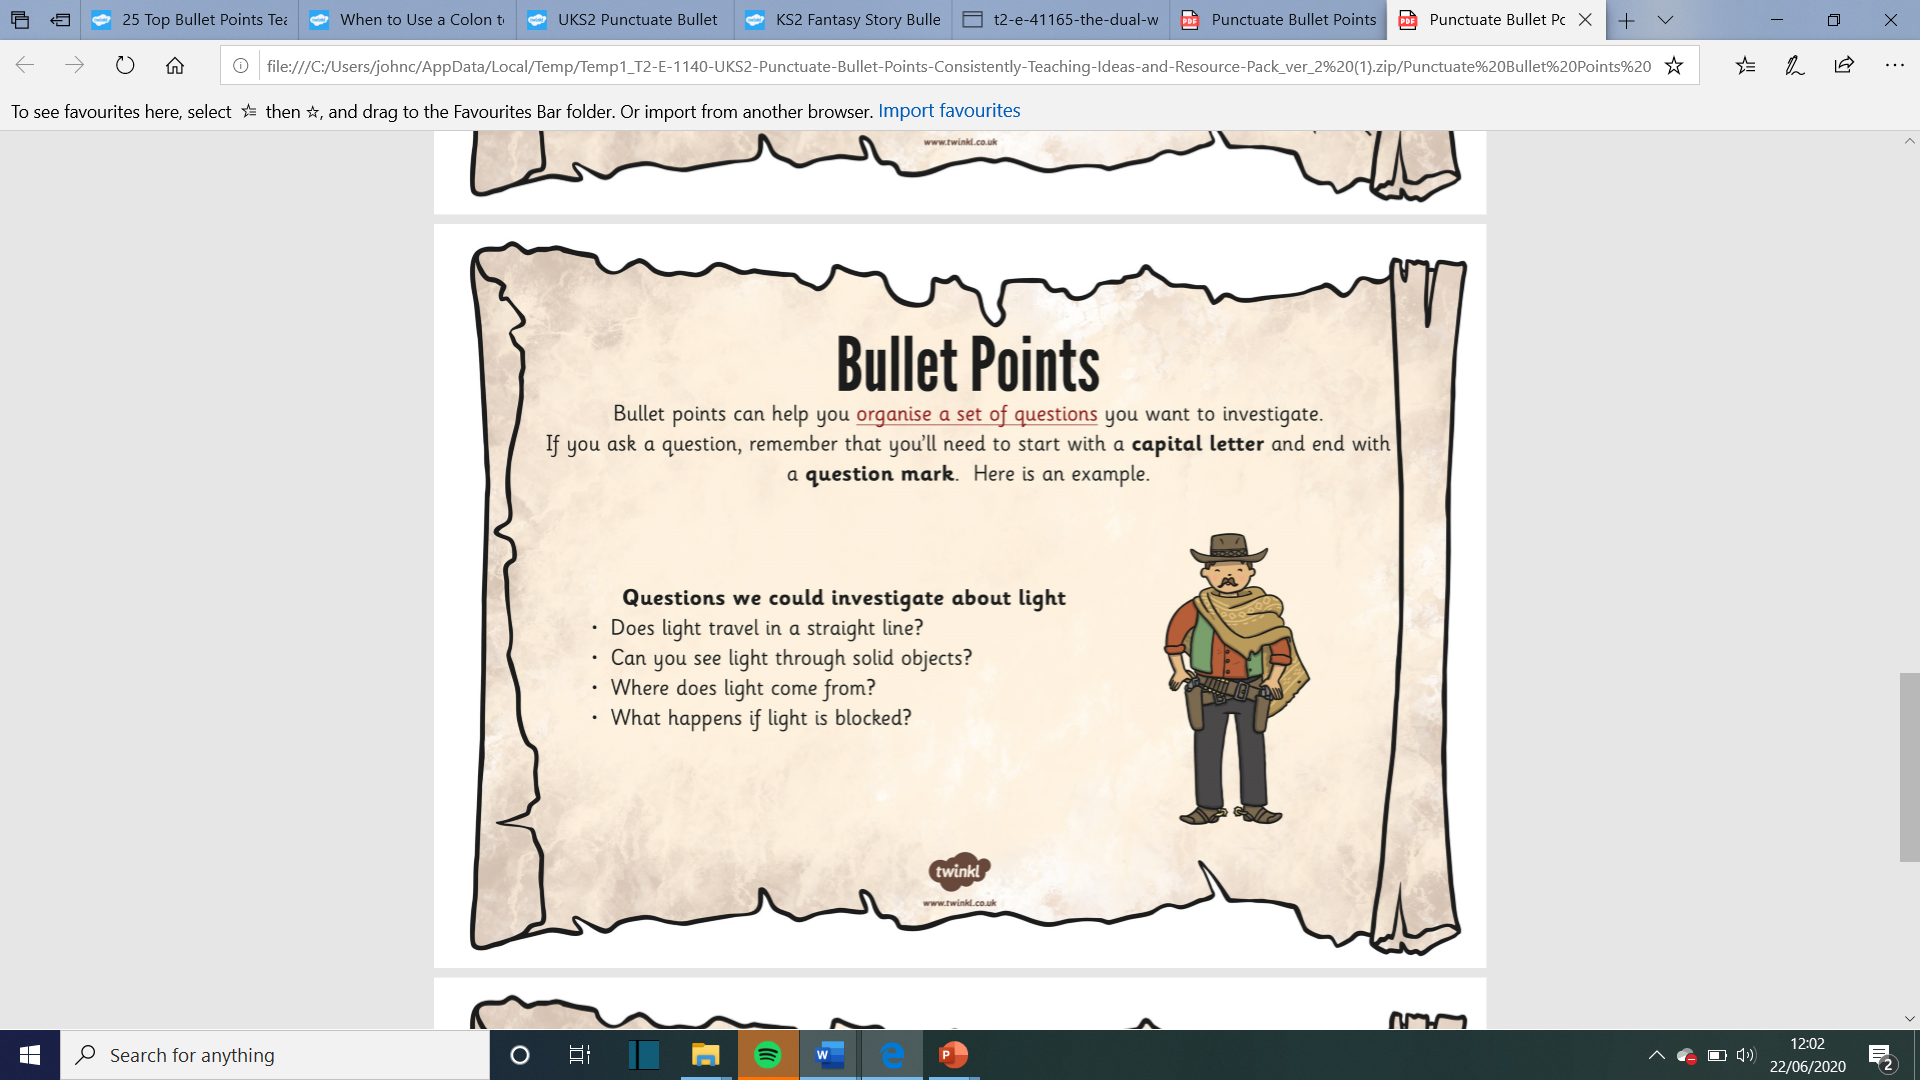 25 Top Bullet Points Tea
When to Use a Colon t
UKS2 Punctuate Bullet
KS2 Fantasy Story Bulle
t2-e-41165-the-dual-w
Punctuate Bullet Points
Punctuate Bullet Pc
file:///C:/Users/johnc/AppData/Local/Temp/Temp1_T2-E-1140-UKS2-Punctuate-Bullet-Points-Consistently-Teaching-Ideas-and-Resource-Pack_ver_2%20(1).zip/Punctuate%20Bullet%20Points%20
To see favourites here, select then ☆, and drag to the Favourites Bar folder. Or import from another browser. Import favourites
www.twinkl.co.uk
Bullet Points
Bullet points can help you organise a set of questions you want to investigate.
If you ask a question, remember that you'll need to start with a capital letter and end with
a question mark. Here is an example.
Questions we could investigate about light
• Does light travel in a straight line?
• Can you see light through solid objects?
• Where does light come from?
• What happens if light is blocked?
twinkl
www.twinkl.co.uk
Search for anything
12:02
22/06/2020
2